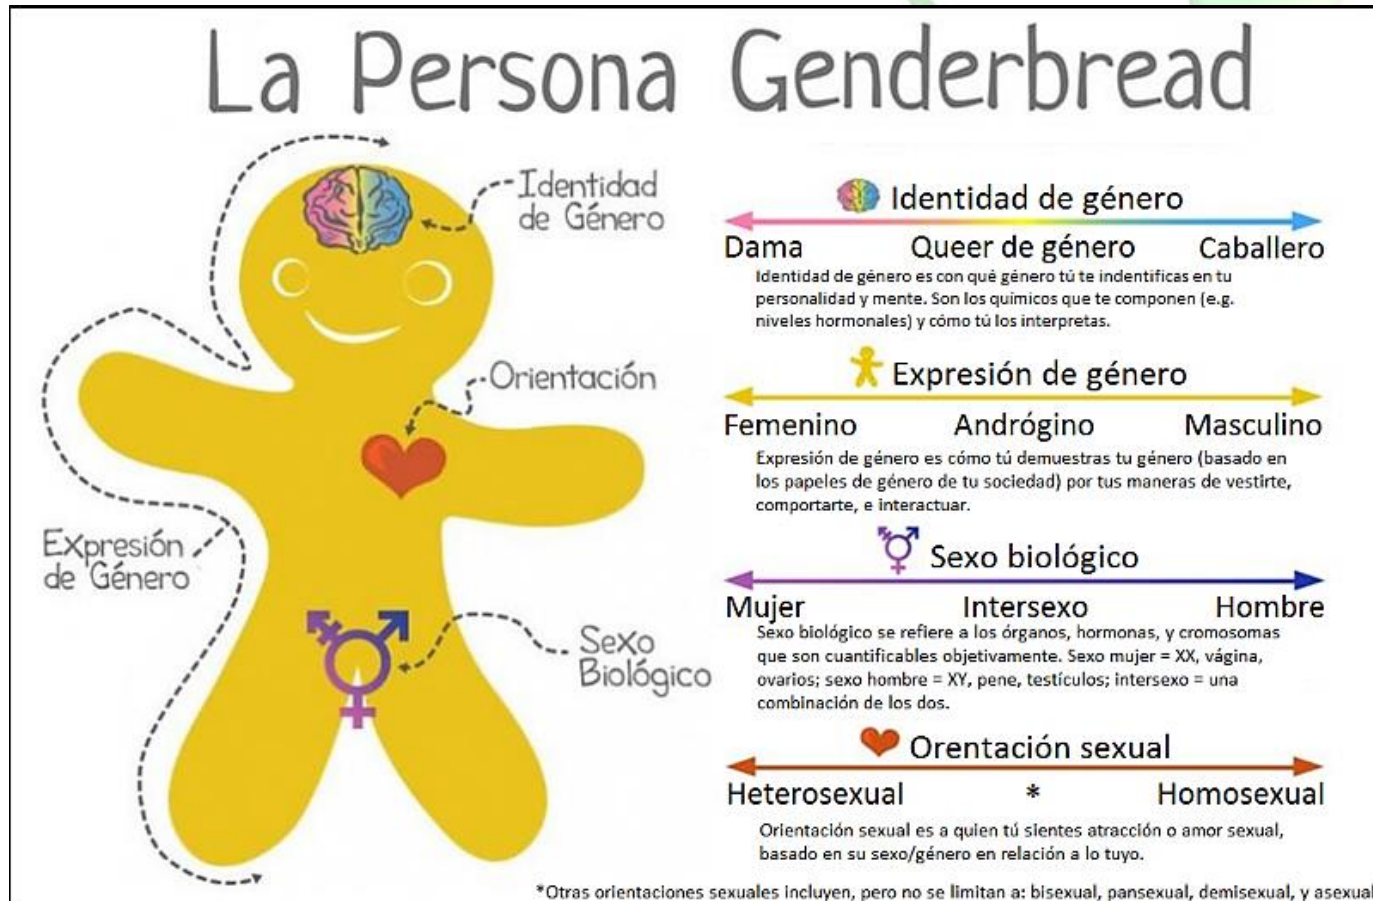 La Persona Genderbread
Identidad
de Género
Orientación
Expresión
de Género
Sexo
Biológico
Identidad de género
Dama Queer de género Caballero
Identidad de género es con qué género tú te indentificas en tu
personalidad y mente. Son los químicos que te componen (e.g.
niveles hormonales) y cómo tú los interpretas.
Expresión de género
Femenino Andrógino Masculino
Expresión de género es cómo tú demuestras tu género (basado en
los papeles de género de tu sociedad) por tus maneras de vestirte,
comportarte, e interactuar.
Sexo biológico
Mujer Intersexo Hombre
Sexo biológico se refiere a los órganos, hormonas, y cromosomas
que son cuantificables objetivamente. Sexo mujer = XX, vágina,
ovarios; sexo hombre = XY, pene, testículos; intersexo = una
combinación de los dos.
Orentación sexual
Heterosexual * Homosexual
Orientación sexual es a quien tú sientes atracción o amor sexual,
basado en su sexo/género en relación a lo tuyo.
*Otras orientaciones sexuales incluyen, pero no se limitan a: bisexual, pansexual, demisexual, y asexual